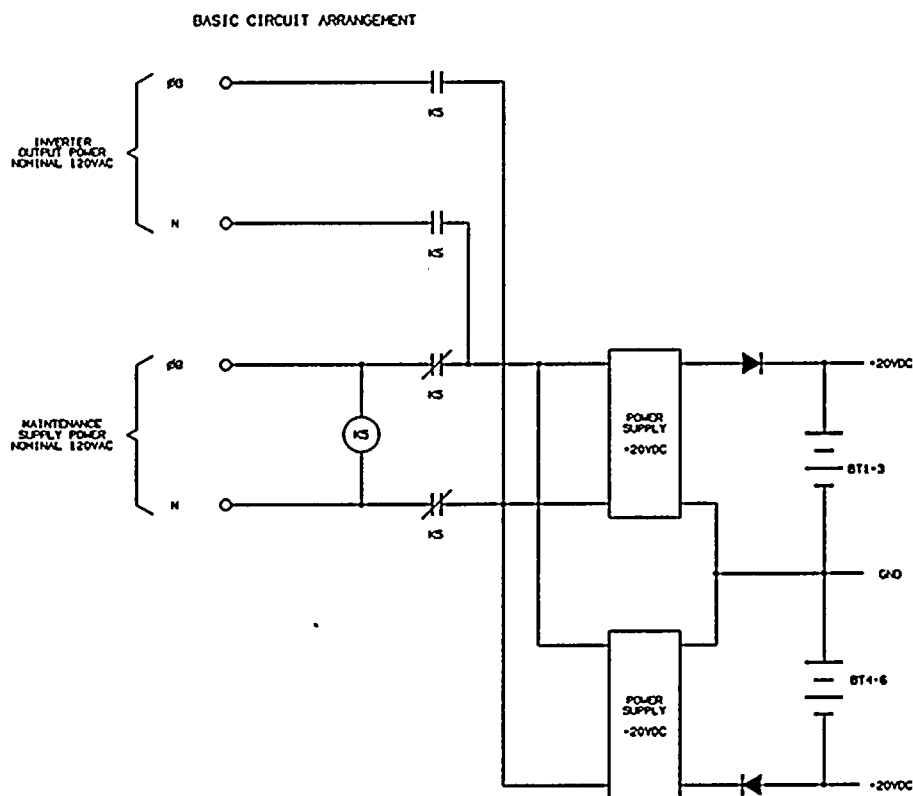 BASIC CIRCUIT ARRANGEMENT
ØB
K5
INVERTER
OUTPUT POWER
NOMINAL 120VAC
N
K5
ØB
K5
+20VDC
MAINTENANCE
SUPPLY POWER
NOMINAL 120VAC
K5
POWER
SUPPLY
+20VDC
BT1-3
N
K5
GND
POWER
SUPPLY
+20VDC
BT4-6
+20VDC